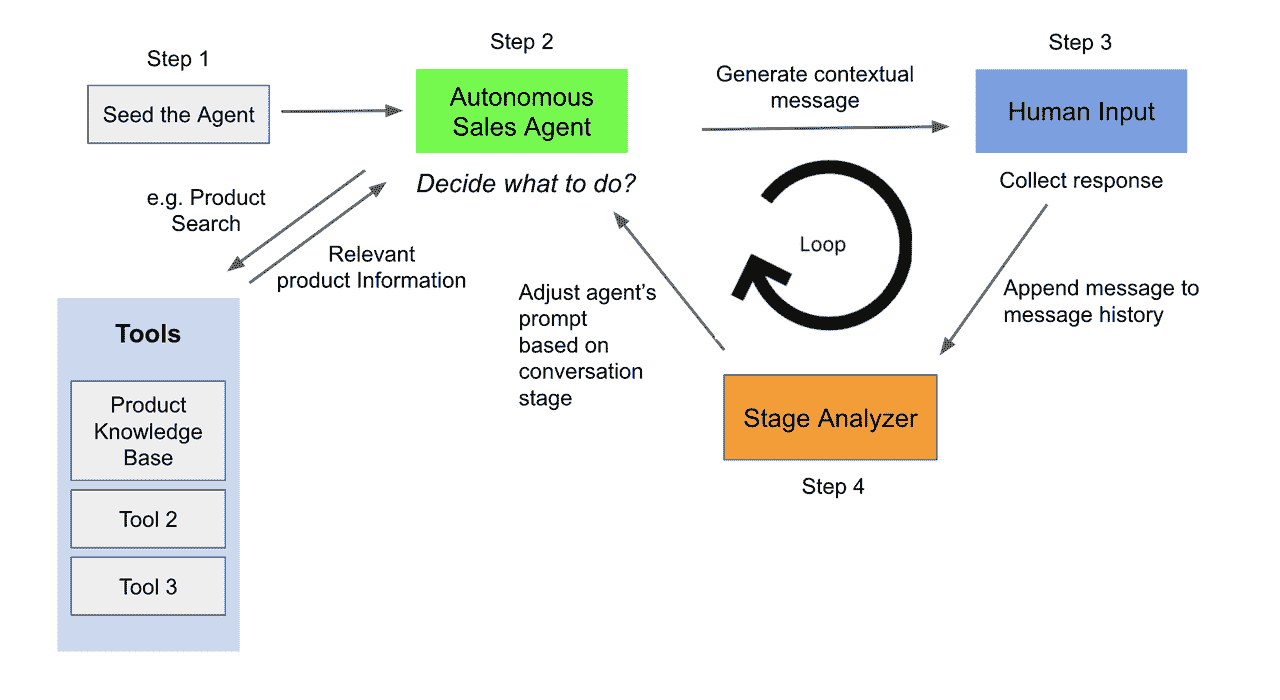 Step 1
Seed the Agent
Step 2
Autonomous
Sales Agent
Decide what to do?
Generate contextual
message
Step 3
Human Input
Collect response
e.g. Product
Search
Relevant
product Information
Loop
Append message to
message history
Adjust agent's
prompt
based on
conversation
stage
Stage Analyzer
Step 4
Tools
Product
Knowledge
Base
Tool 2
Tool 3